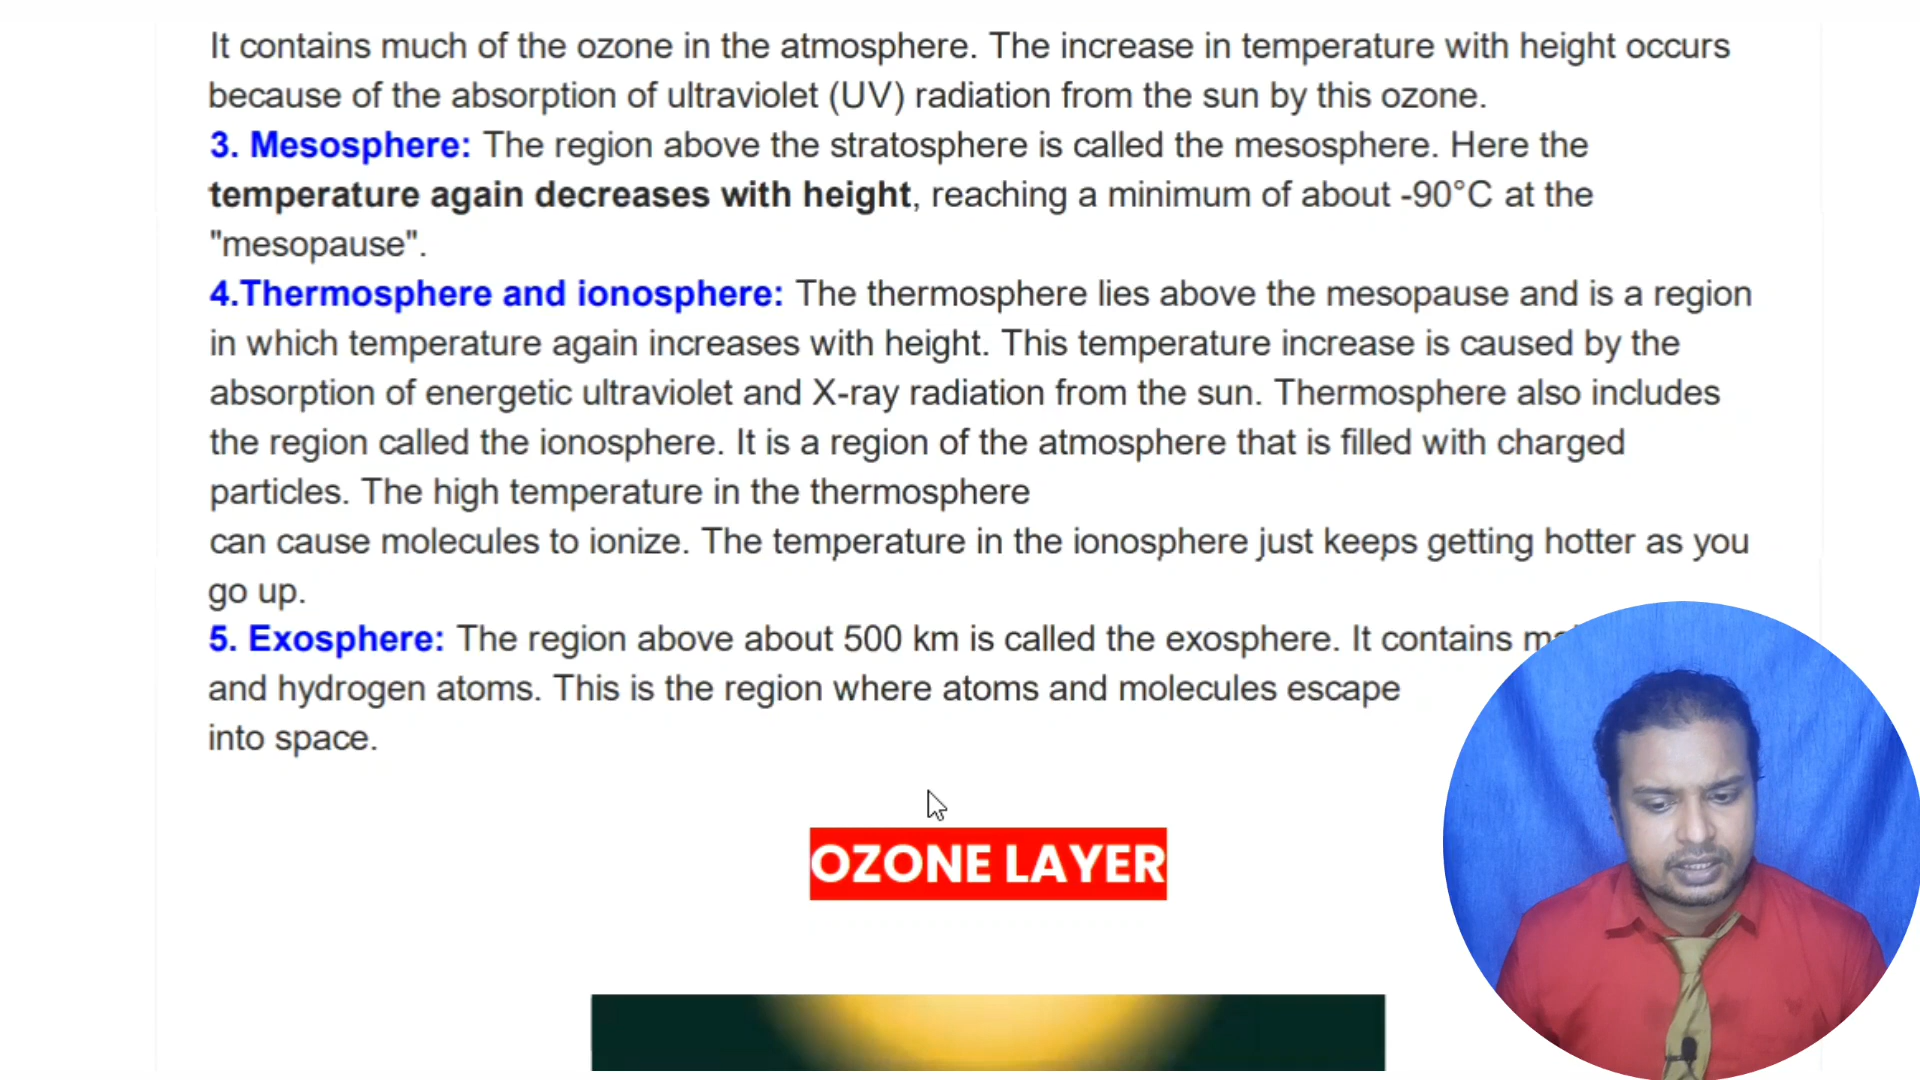 It contains much of the ozone in the atmosphere. The increase in temperature with height occurs
because of the absorption of ultraviolet (UV) radiation from the sun by this ozone.
3. Mesosphere: The region above the stratosphere is called the mesosphere. Here the
temperature again decreases with height, reaching a minimum of about -90°C at the
"mesopause".
4.Thermosphere and ionosphere: The thermosphere lies above the mesopause and is a region
in which temperature again increases with height. This temperature increase is caused by the
absorption of energetic ultraviolet and X-ray radiation from the sun. Thermosphere also includes
the region called the ionosphere. It is a region of the atmosphere that is filled with charged
particles. The high temperature in the thermosphere
can cause molecules to ionize. The temperature in the ionosphere just keeps getting hotter as you
go up.
5. Exosphere: The region above about 500 km is called the exosphere. It contains
and hydrogen atoms. This is the region where atoms and molecules escape
into space.
OZONE LAYER